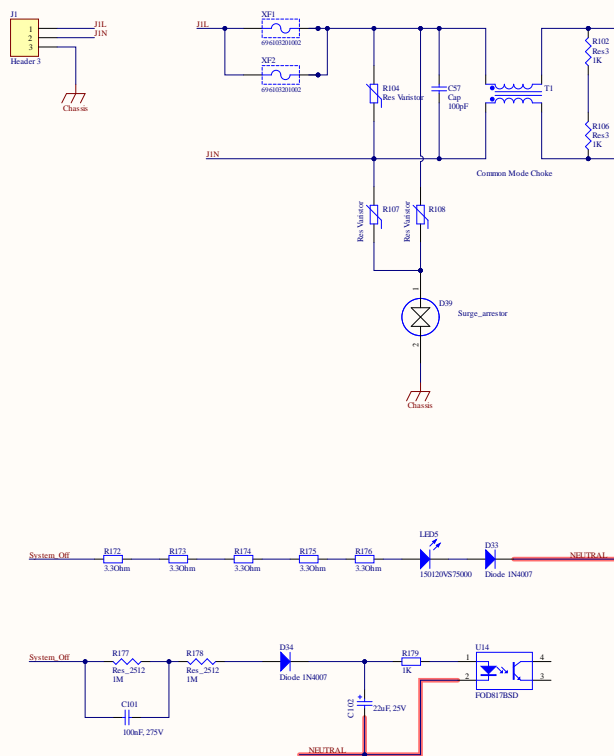 J1
1
2
3
Header 3
J1L
J1N
Chassis
J1L
XF1
696103201002
XF2
696103201002
R104
Res Varistor
C57
Cap
100pF
T1
R102
Res3
1K
R106
Res3
1K
J1N
Common Mode Choke
Res Varistor
R107
Res Varistor
R108
1
D39
Surge_arrestor
2
Chassis
System_Off
R172
3.3Ohm
R173
3.3Ohm
R174
3.3Ohm
R175
3.3Ohm
R176
3.3Ohm
LED5
150120VS75000
D33
Diode 1N4007
NEUTRAL
System_Off
R177
Res_2512
1M
R178
Res_2512
1M
C101
100nF, 275V
D34
Diode 1N4007
C102
22uF, 25V
R179
1K
U14
1
2
4
3
FOD817BSD
NEUTRAL